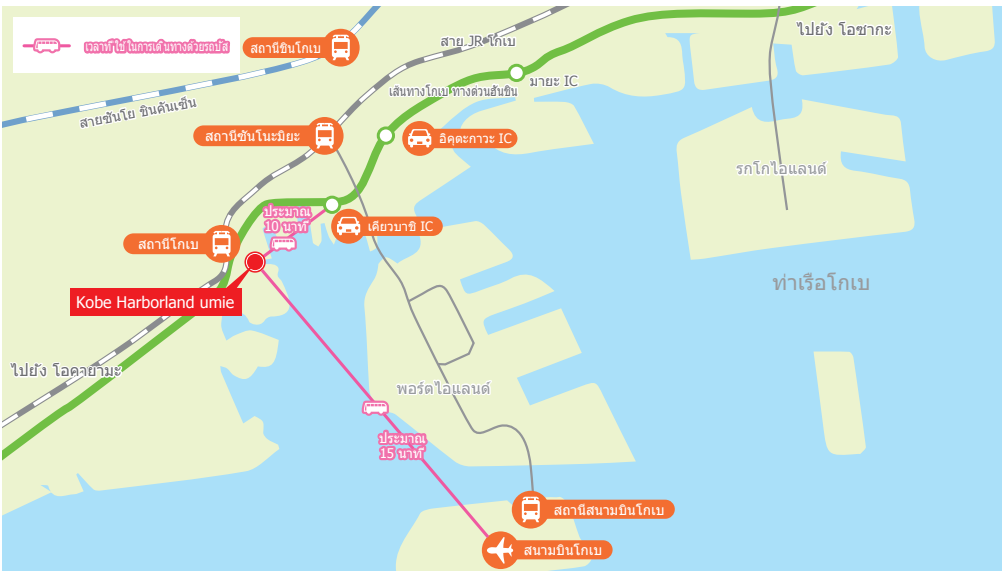 ไปยัง โอซากะ
สาย JR โกเบ
เวลาที่ใช้ในการเดินทางด้วยรถบัส
สถานีชินโกเบ
มายะ IC
เส้นทางโกเบ ทางด่วนฮันชิน
สายซันโย ชินคันเซ็น
สถานีซันโนะมิยะ
อิคุตะกาวะ IC
รกโกไอแลนด์
ประมาณ
10 นาที
เคียวบาชิ IC
สถานีโกเบ
ท่าเรือโกเบ
Kobe Harborland umie
ไปยัง โอคายามะ
พอร์ตไอแลนด์
ประมาณ
15 นาที
สถานีสนามบินโกเบ
สนามบินโกเบ